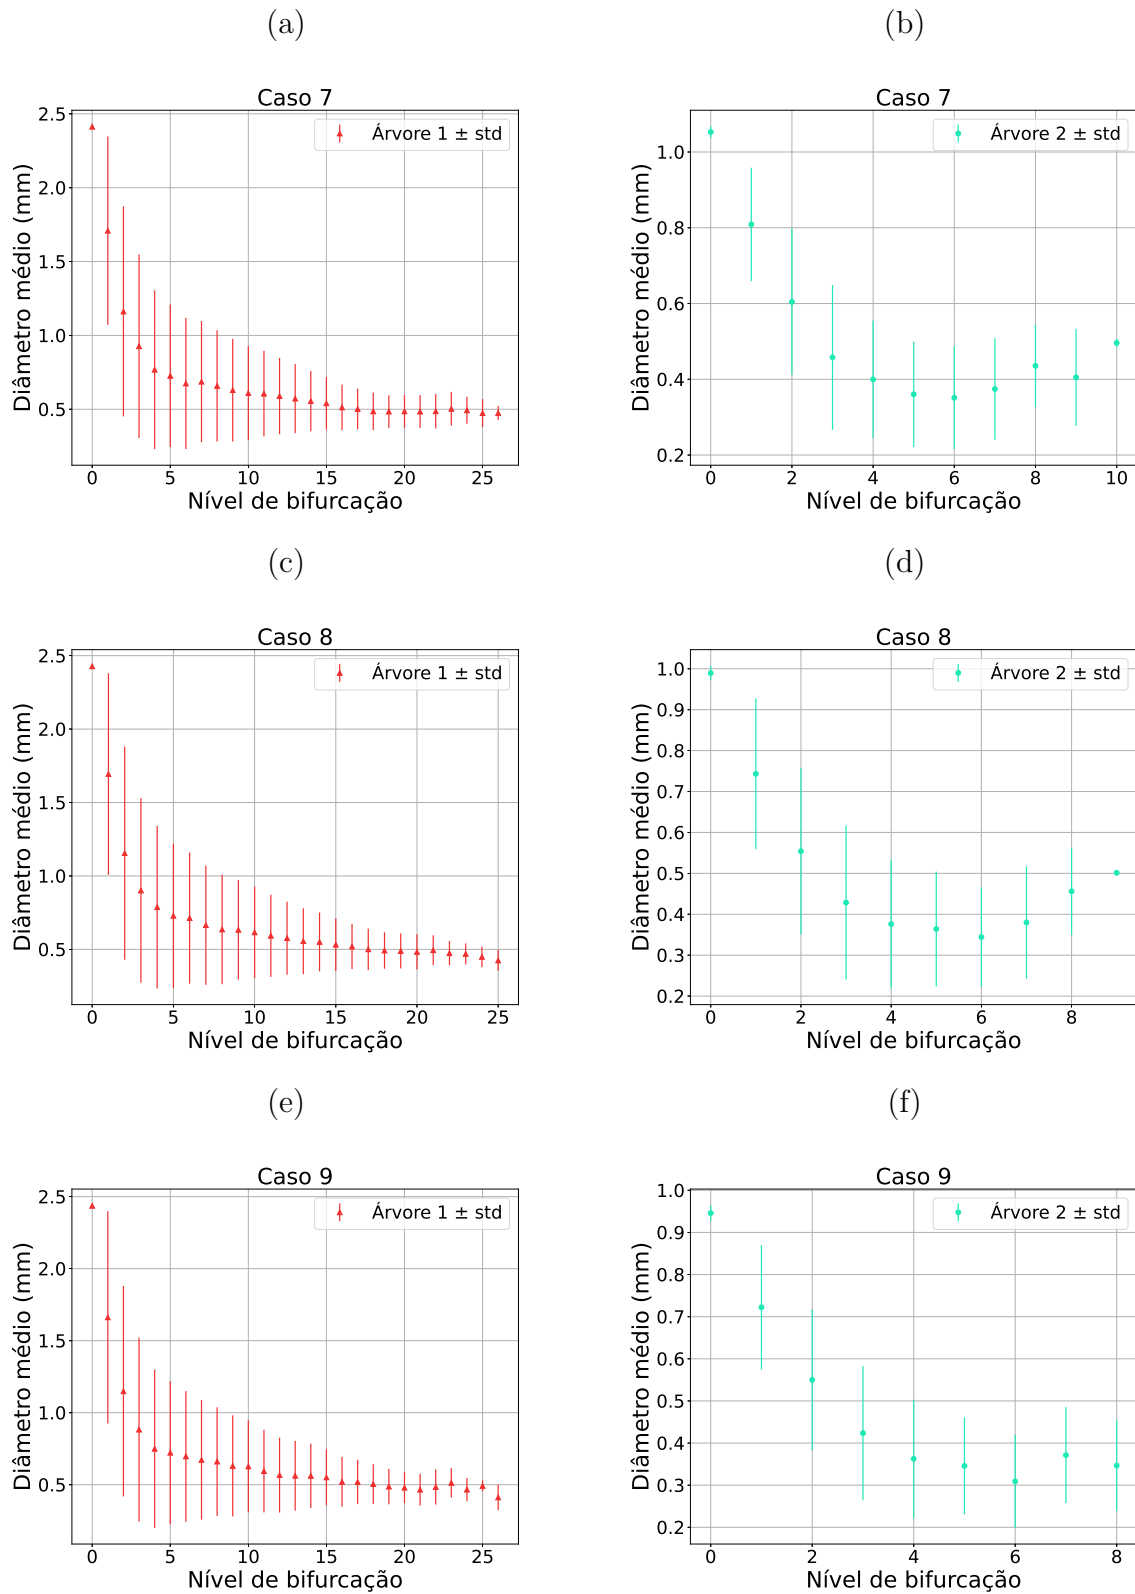 (a)
(b)
Caso 7
Caso 7
Diâmetro médio (mm)
2.5
2.0
1.5
1.0
0.5
Árvore 1 ± std
0 5 10 15 20 25
Nível de bifurcação
Diâmetro médio (mm)
1.0
0.8
0.6
0.4
0.2
Árvore 2 ± std
0 2 4 6 8 10
Nível de bifurcação
(c)
(d)
Caso 8
Caso 8
Diâmetro médio (mm)
2.5
2.0
1.5
1.0
0.5
Árvore 1 ± std
0 5 10 15 20 25
Nível de bifurcação
Diâmetro médio (mm)
1.0
0.9
0.8
0.7
0.6
0.5
0.4
0.3
0.2
Árvore 2 ± std
0 2 4 6 8
Nível de bifurcação
(e)
(f)
Caso 9
Caso 9
Diâmetro médio (mm)
2.5
2.0
1.5
1.0
0.5
Árvore 1 ± std
0 5 10 15 20 25
Nível de bifurcação
Diâmetro médio (mm)
1.0
0.9
0.8
0.7
0.6
0.5
0.4
0.3
0.2
Árvore 2 ± std
0 2 4 6 8
Nível de bifurcação